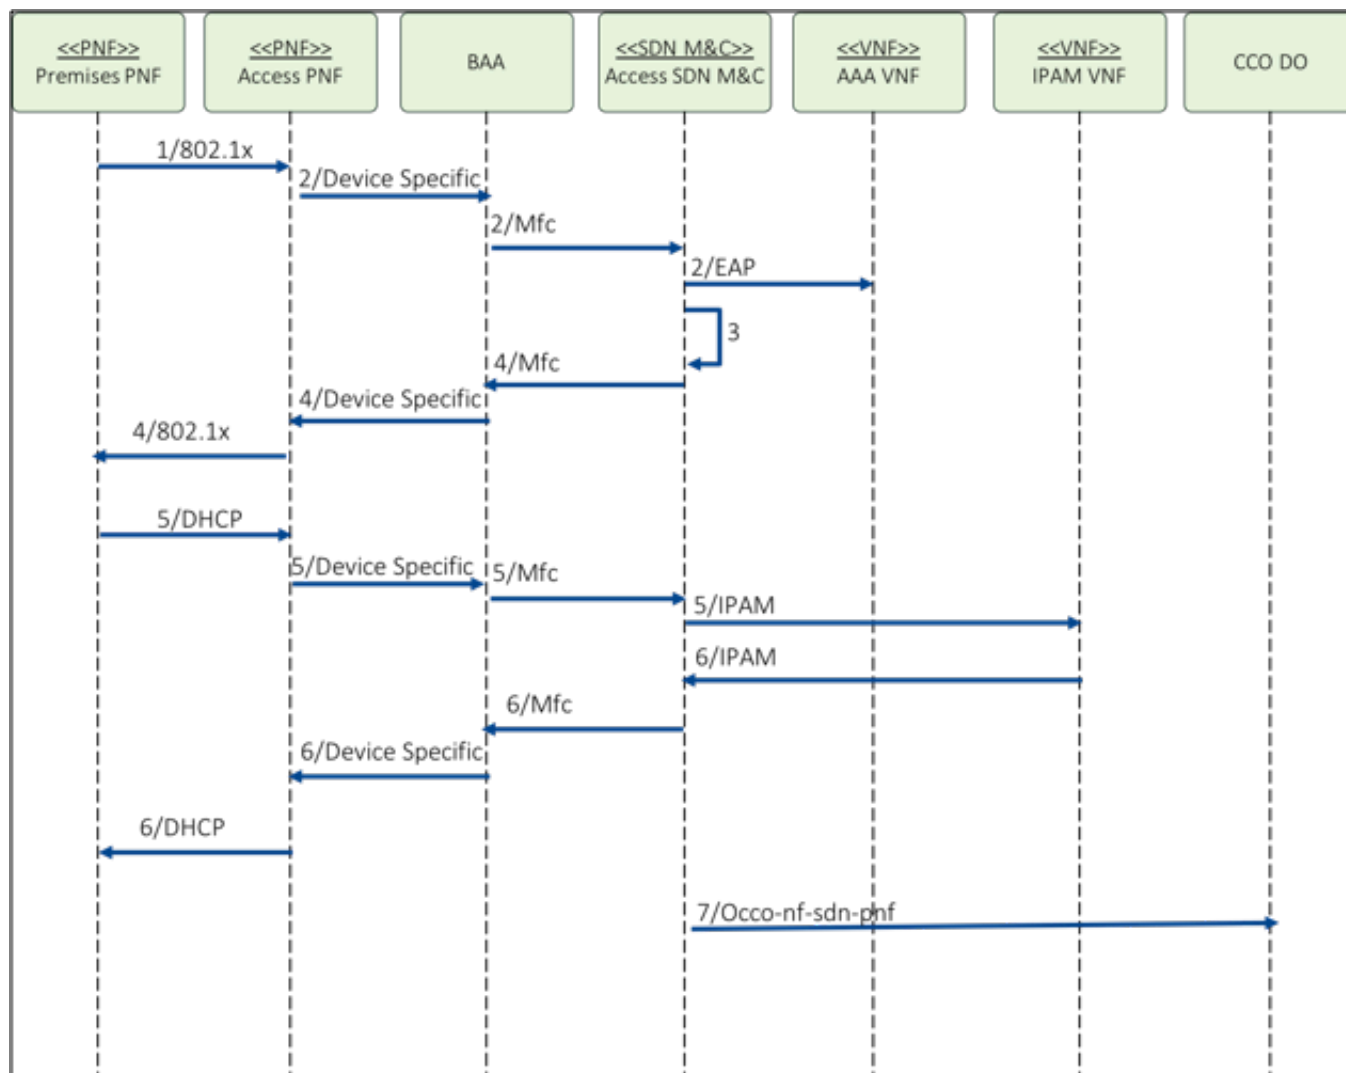 <<PNF>>
Premises PNF
<<PNF>>
Access PNF
BAA
<<SDN M&C>>
Access SDN M&C
<<VNF>>
AAA VNF
<<VNF>>
IPAM VNF
CCO DO
1/802.1x
2/Device Specific
2/Mfc
2/EAP
3
4/Mfc
4/Device Specific
4/802.1x
5/DHCP
5/Device Specific
5/Mfc
5/IPAM
6/IPAM
6/Mfc
6/Device Specific
6/DHCP
7/Occo-nf-sdn-pnf